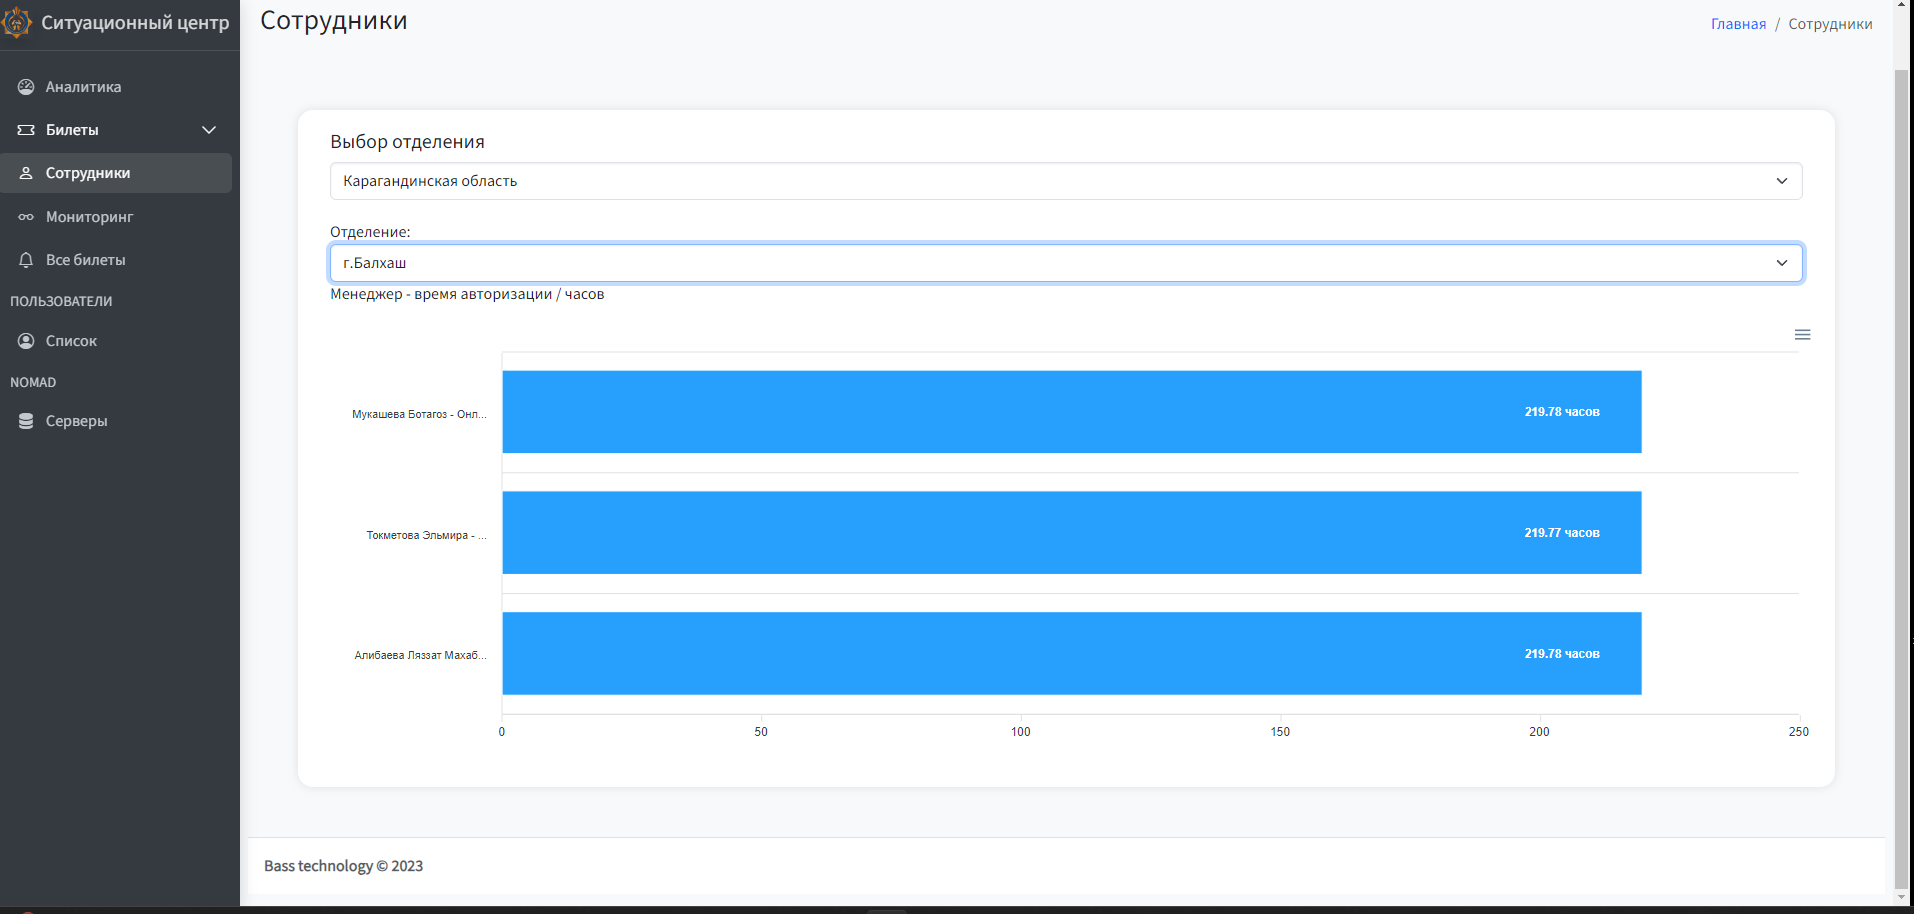 Ситуационный центр
Аналитика
Билеты
Сотрудники
Мониторинг
Все билеты
ПОЛЬЗОВАТЕЛИ
Список
NOMAD
Серверы
Сотрудники
Главная / Сотрудники
Выбор отделения
Карагандинская область
Отделение:
г.Балхаш
Менеджер - время авторизации / часов
Мукашева Ботагоз - Онл...
219.78 часов
Токметова Эльмира - ...
219.77 часов
Алибаева Ляззат Махаб...
219.78 часов
0 50 100 150 200 250
Bass technology © 2023